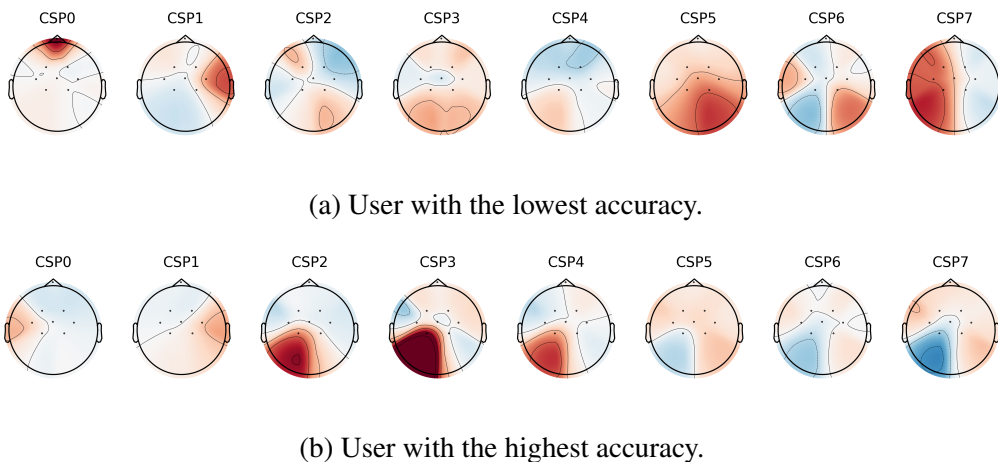 CSP0 CSP1 CSP2 CSP3 CSP4 CSP5 CSP6 CSP7
(a) User with the lowest accuracy.
CSP0 CSP1 CSP2 CSP3 CSP4 CSP5 CSP6 CSP7
(b) User with the highest accuracy.